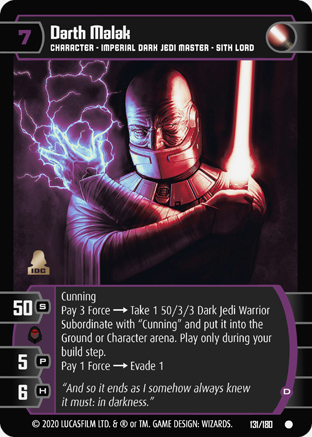 7
Darth Malak
CHARACTER - IMPERIAL DARK JEDI MASTER - SITH LORD
IDC
50 S
5 P
6 H
Cunning
Pay 3 Force → Take 1 50/3/3 Dark Jedi Warrior
Subordinate with “Cunning” and put it into the
Ground or Character arena. Play only during your
build step.
Pay 1 Force → Evade 1
“And so it ends as I somehow always knew
it must: in darkness.”
D
© 2020 LUCASFILM LTD. & ® or TM. GAME DESIGN: WIZARDS. 131/180